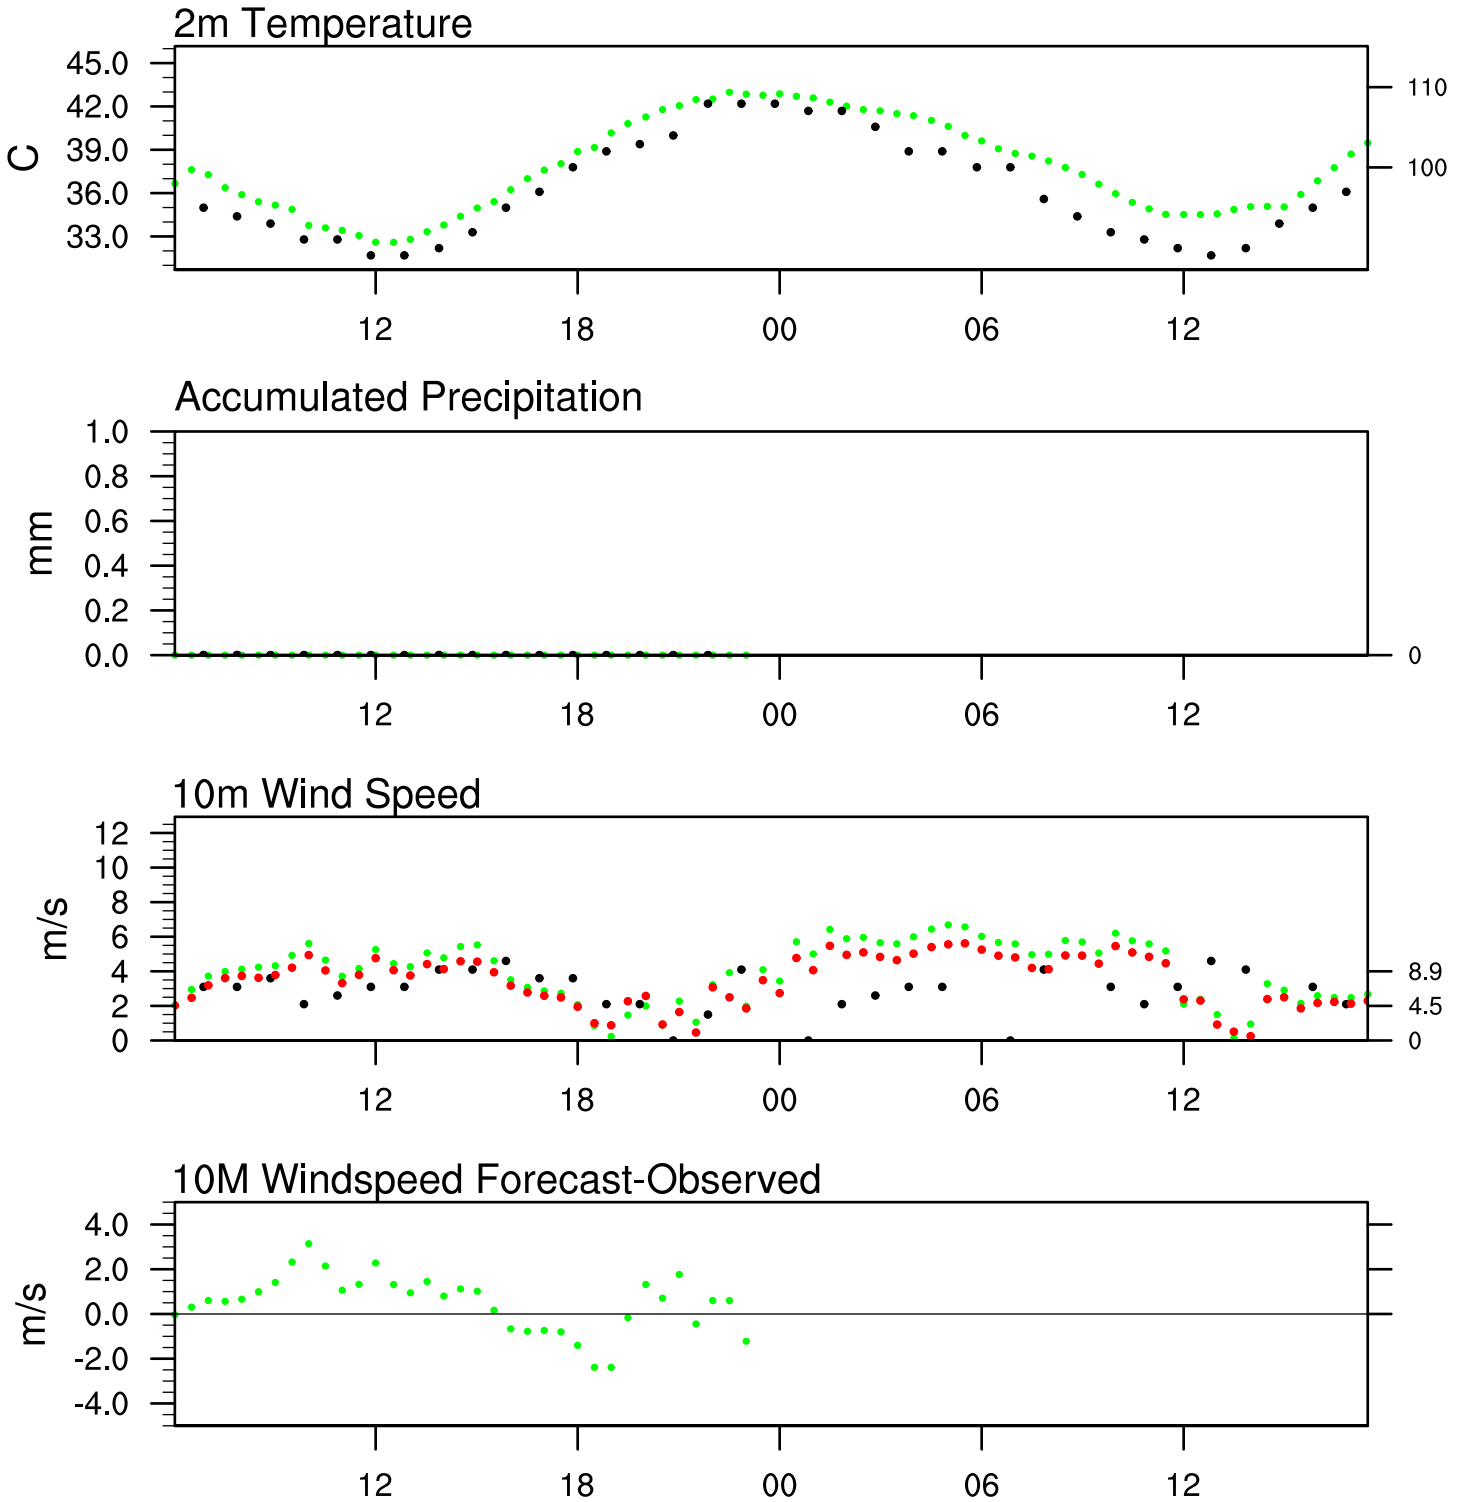 2m Temperature
45.0
42.0
39.0
36.0
33.0
C
110
100
12 18 00 06 12
Accumulated Precipitation
1.0
0.8
0.6
0.4
0.2
0.0
mm
0
12 18 00 06 12
10m Wind Speed
12
10
8
6
4
2
0
m/s
8.9
4.5
0
12 18 00 06 12
10M Windspeed Forecast-Observed
4.0
2.0
0.0
-2.0
-4.0
m/s
12 18 00 06 12